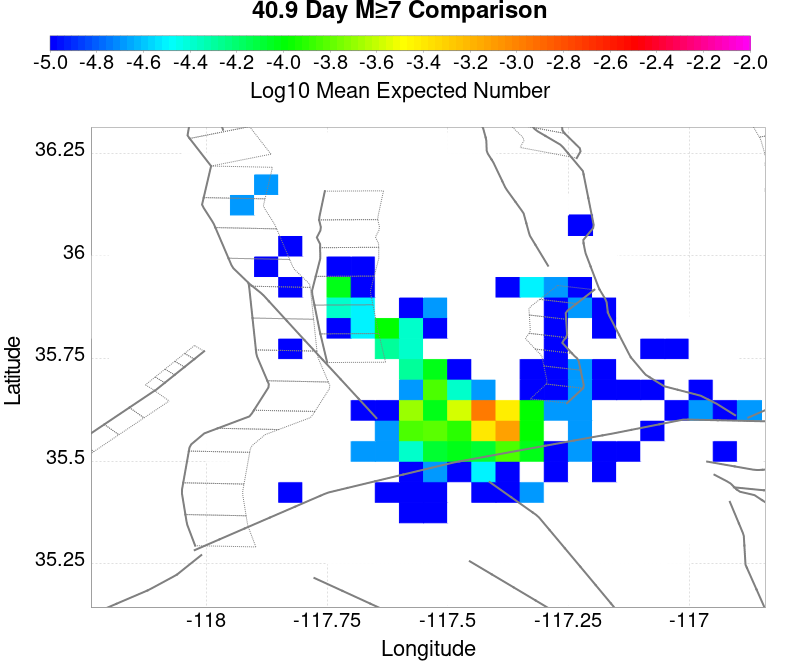 40.9 Day M≥7 Comparison
-5.0 -4.8 -4.6 -4.4 -4.2 -4.0 -3.8 -3.6 -3.4 -3.2 -3.0 -2.8 -2.6 -2.4 -2.2 -2.0
Log10 Mean Expected Number
36.25
36
35.75
35.5
35.25
Latitude
-118 -117.75 -117.5 -117.25 -117
Longitude